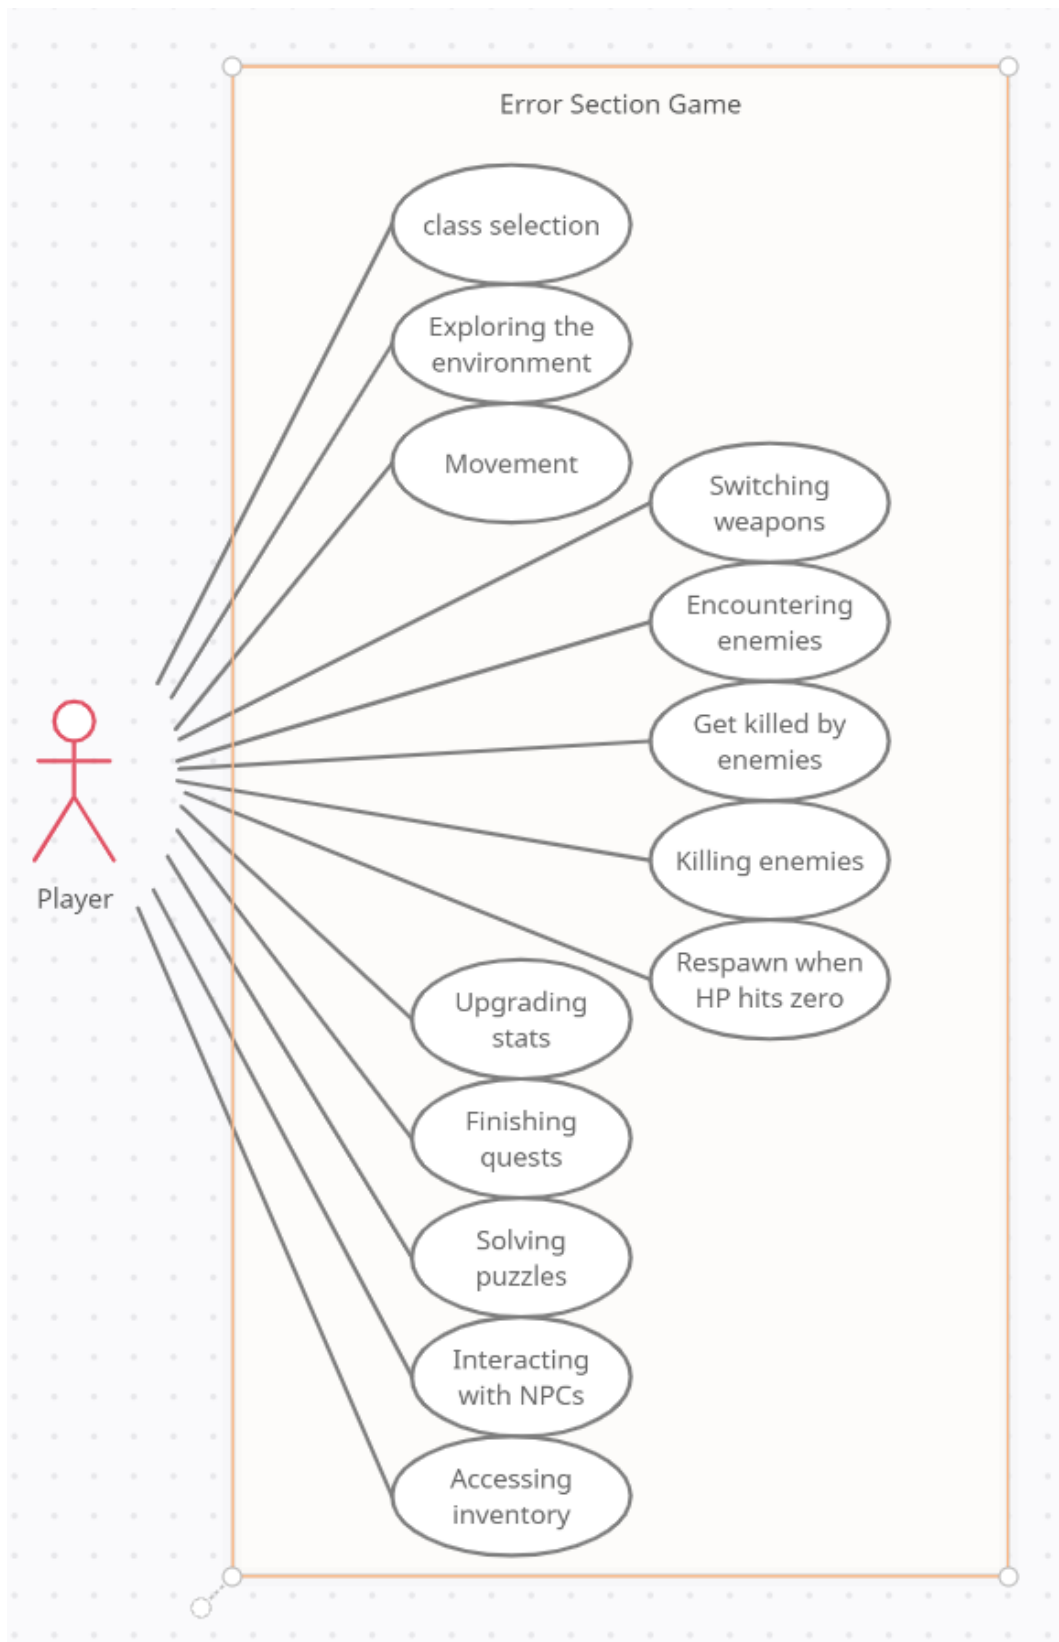 Error Section Game
class selection
Exploring the
environment
Movement
Switching
weapons
Encountering
enemies
Get killed by
enemies
Killing enemies
Respawn when
HP hits zero
Player
Upgrading
stats
Finishing
quests
Solving
puzzles
Interacting
with NPCs
Accessing
inventory